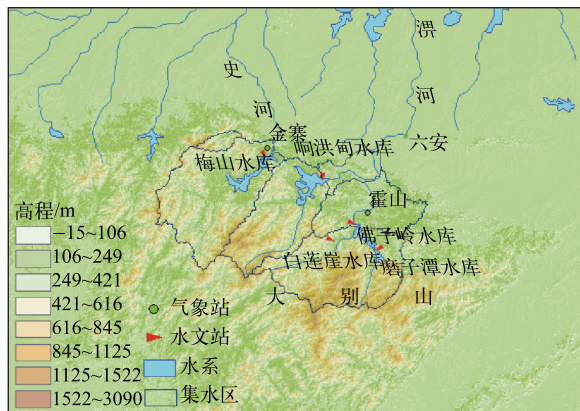 淠
史
河
河
金寨
六安
响洪甸水库
梅山水库
霍山
高程/m
−15~106
106~249
249~421
421~616
616~845
845~1125
1125~1522
1522~3090
佛子岭水库
白莲崖水库
磨子潭水库
大别山
气象站
水文站
水系
集水区